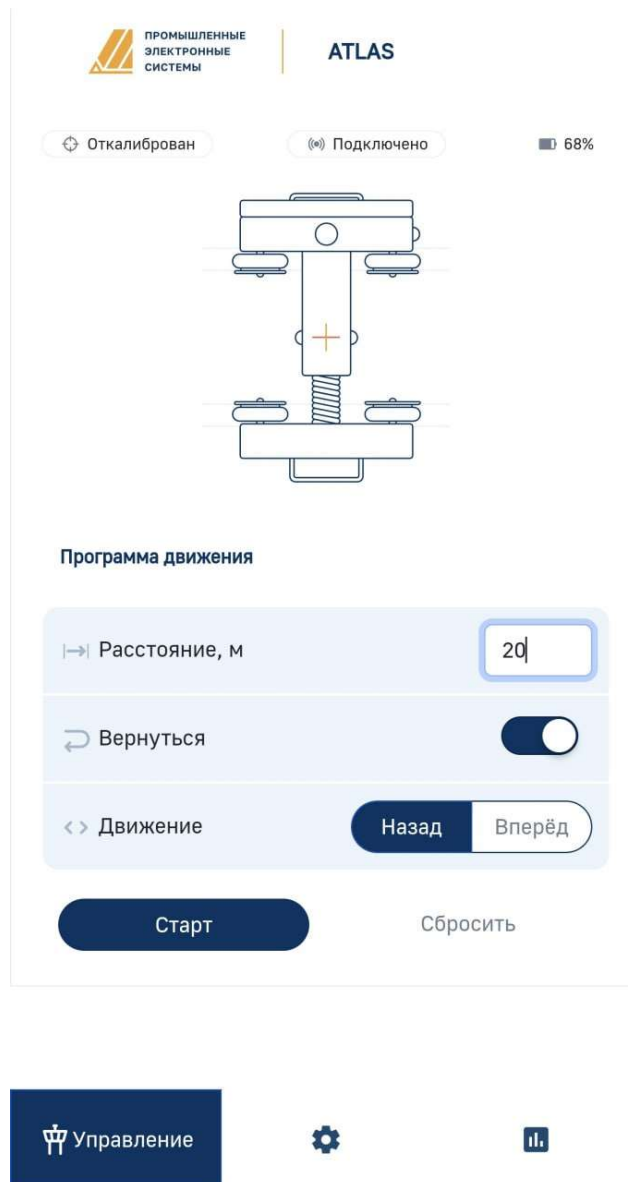 ПРОМЫШЛЕННЫЕ
ЭЛЕКТРОННЫЕ
СИСТЕМЫ
ATLAS
Откалиброван
Подключено
68%
Программа движения
Расстояние, м
20
Вернуться
Движение
Назад
Вперёд
Старт
Сбросить
Управление